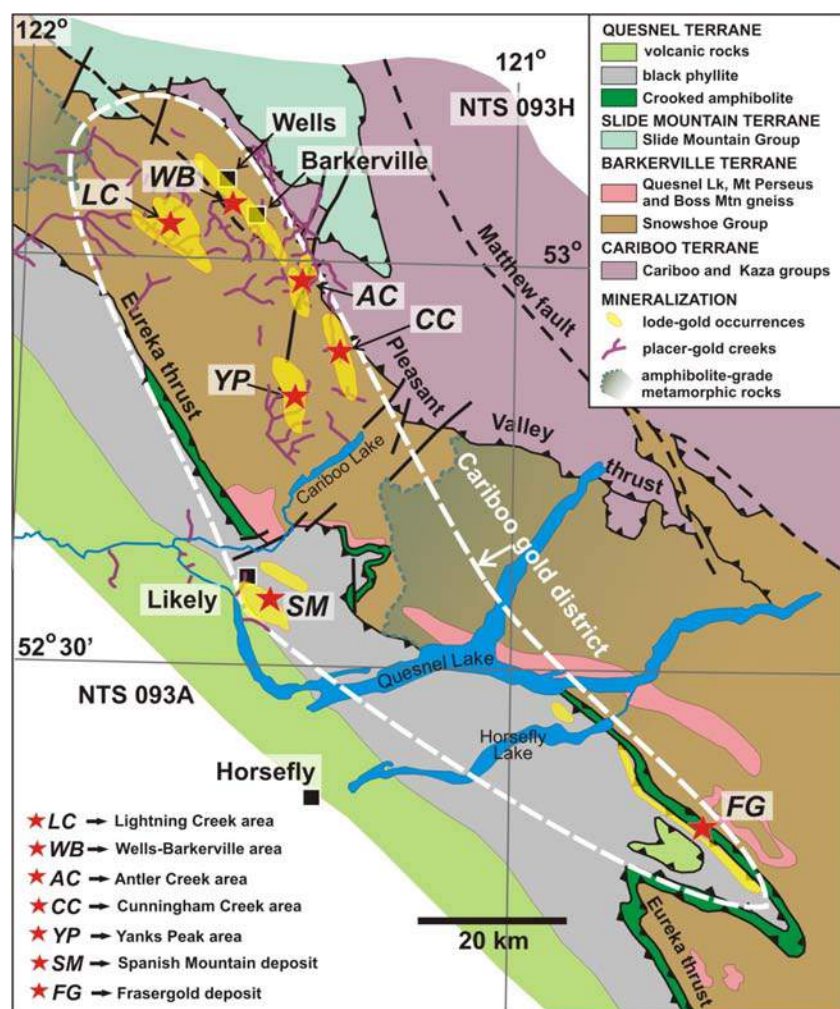 122°
121°
NTS 093H
QUESNEL TERRANE
volcanic rocks
black phyllite
Crooked amphibolite
SLIDE MOUNTAIN TERRANE
Slide Mountain Group
BARKERVILLE TERRANE
Quesnel Lk, Mt Perseus
and Boss Mtn gneiss
Snowshoe Group
CARIBOO TERRANE
Cariboo and Kaza groups
MINERALIZATION
lode-gold occurrences
placer-gold creeks
amphibolite-grade
metamorphic rocks
Wells
Barkerville
WB
LC
53°
Matthew fault
AC
CC
Eureka thrust
YP
Pleasant
Valley
thrust
Cariboo Lake
Cariboo gold district
Likely
SM
52° 30'
Quesnel Lake
NTS 093A
Horsefly
Lake
Horsefly
FG
Eureka thrust
20 km
LC Lightning Creek area
WB Wells-Barkerville area
AC Antler Creek area
CC Cunningham Creek area
YP Yanks Peak area
SM Spanish Mountain deposit
FG Frasergold deposit